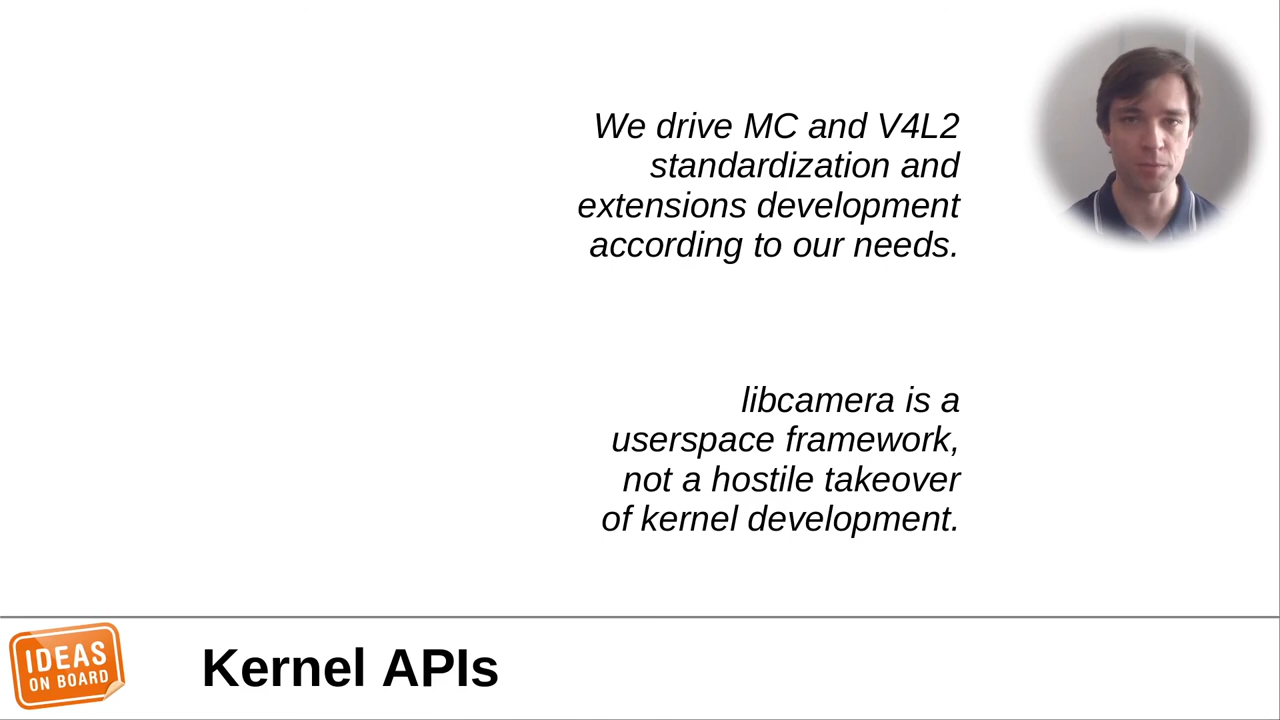 We drive MC and V4L2
standardization and
extensions development
according to our needs.
libcamera is a
userspace framework,
not a hostile takeover
of kernel development.
IDEAS
ON BOARD
Kernel APIs